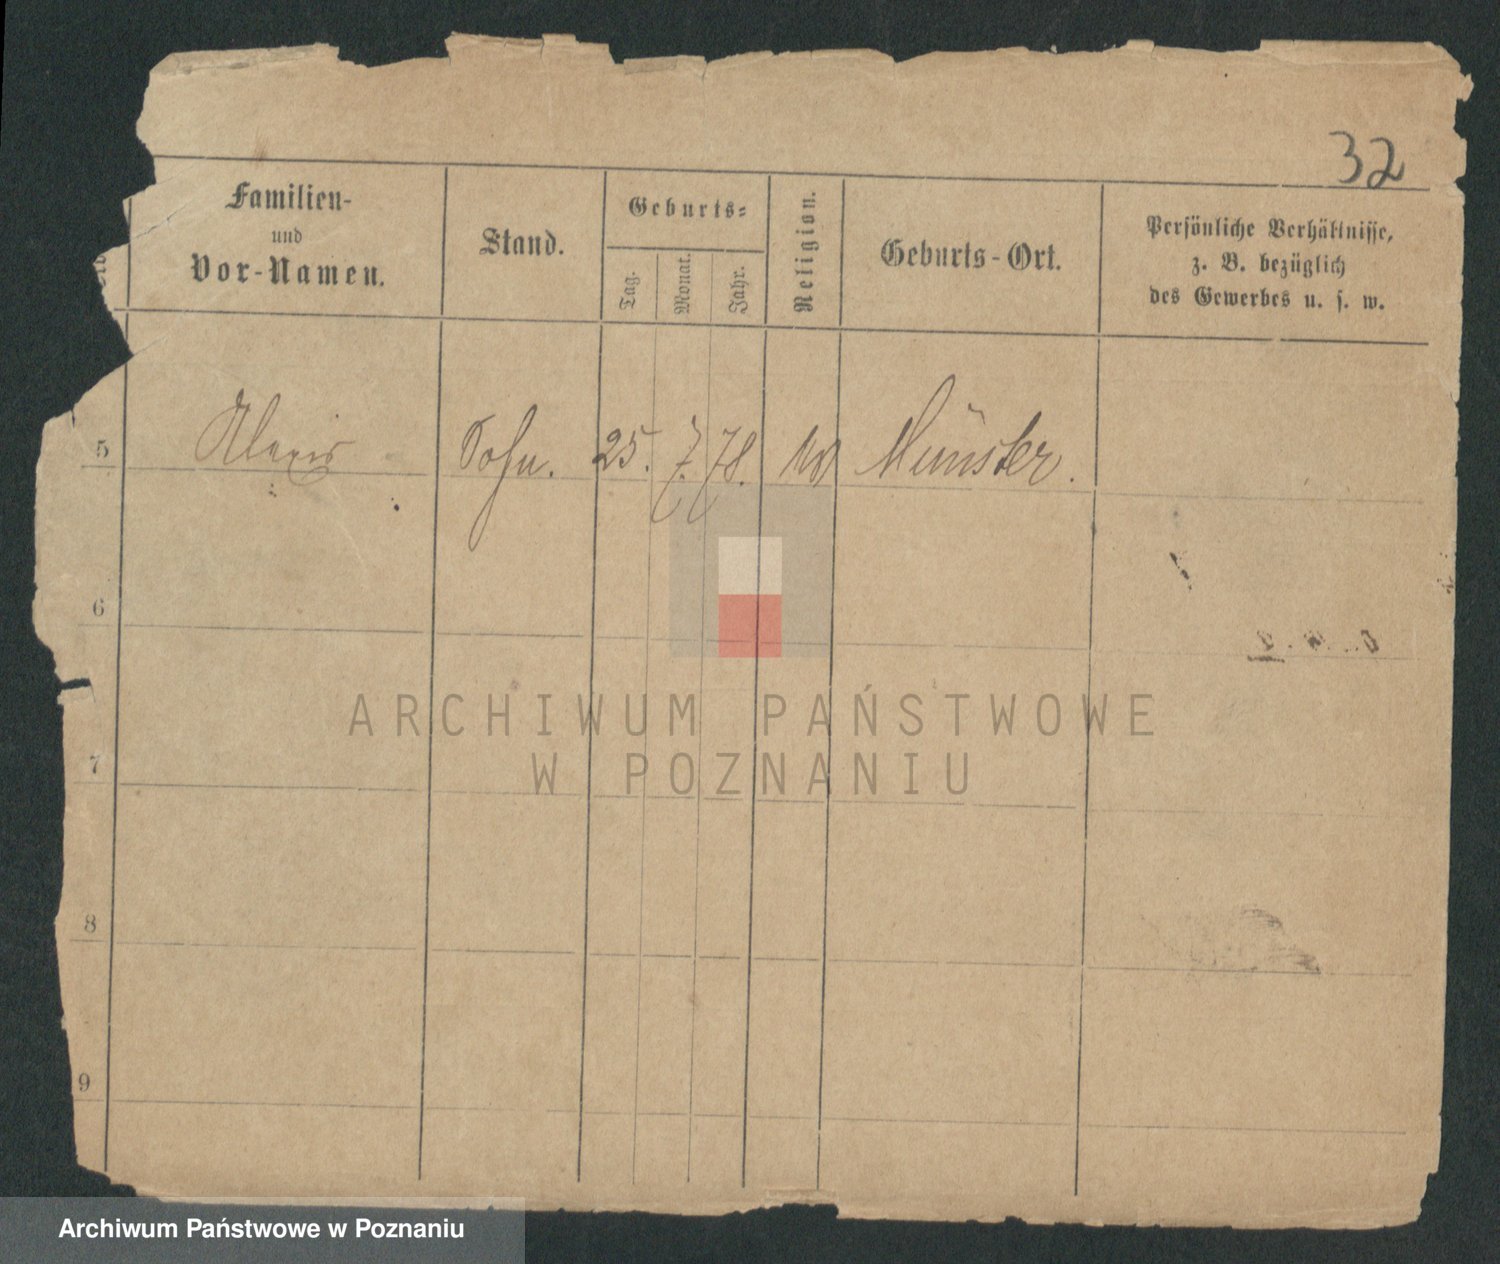 32
Familien-
und
Vor-Namen.
Stand.
Geburts-
Tag.
Monat.
Jahr.
Religion.
Geburts-Ort.
Persönliche Verhältnisse,
z. B. bezüglich
des Gewerbes u. s. w.
5 Alexis Sohn. 25. 7. 78. Münster.
6
7
8
9
ARCHIWUM PAŃSTWOWE
W POZNANIU
Archiwum Państwowe w Poznaniu